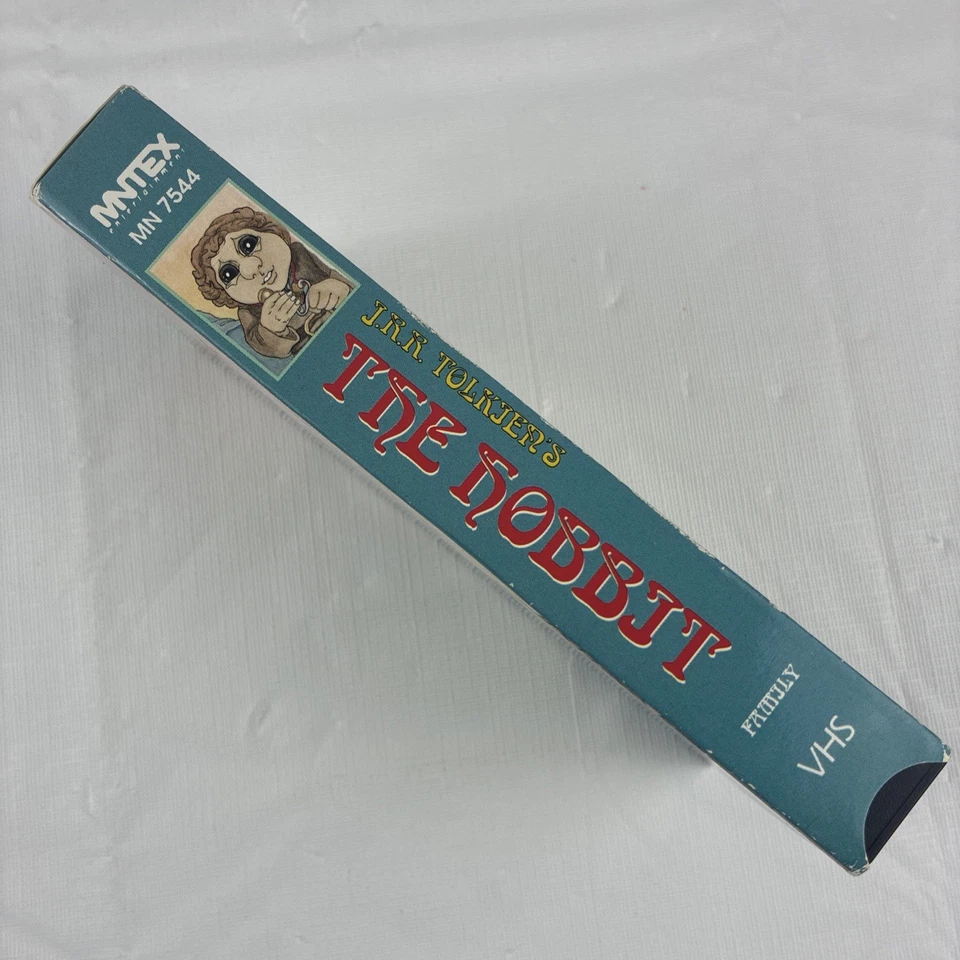 MNTEX
entertainment
MN 7544
J.R.R. TOLKIEN'S
THE HOBBIT
FAMILY
VHS